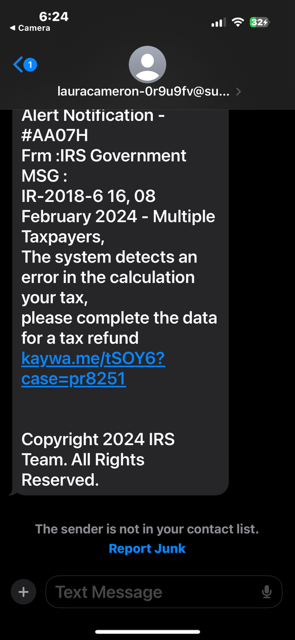 6:24
32+
◀ Camera
1
lauracameron-0r9u9fv@su... >
Alert Notification -
#AA07H
Frm :IRS Government
MSG :
IR-2018-6 16, 08
February 2024 - Multiple
Taxpayers,
The system detects an
error in the calculation
your tax,
please complete the data
for a tax refund
kaywa.me/tSOY6?
case=pr8251
Copyright 2024 IRS
Team. All Rights
Reserved.
The sender is not in your contact list.
Report Junk
Text Message